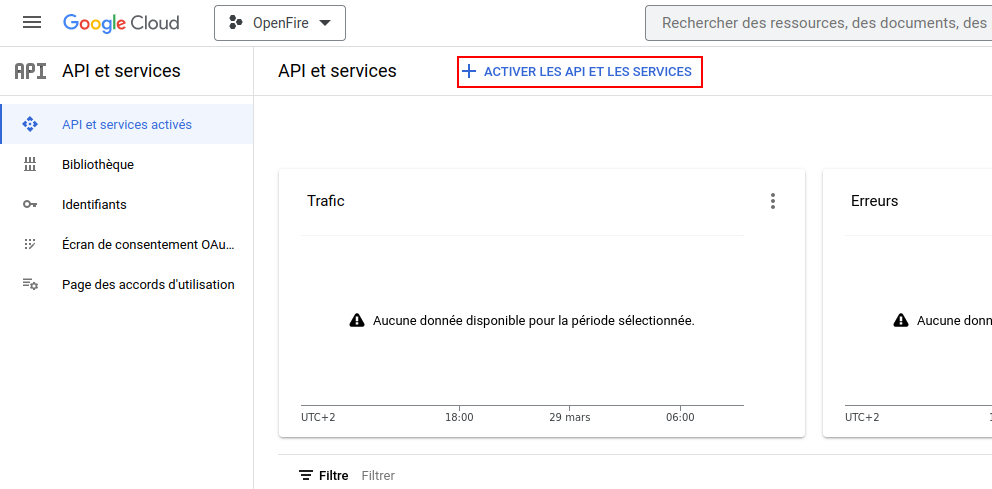 Google Cloud
OpenFire
Rechercher des ressources, des documents, des
API
API et services
API et services
ACTIVER LES API ET LES SERVICES
API et services activés
Bibliothèque
Identifiants
Écran de consentement OAu...
Page des accords d'utilisation
Trafic
Aucune donnée disponible pour la période sélectionnée.
UTC+2
18:00
29 mars
06:00
Erreurs
Aucune donn
UTC+2
Filtre
Filtrer